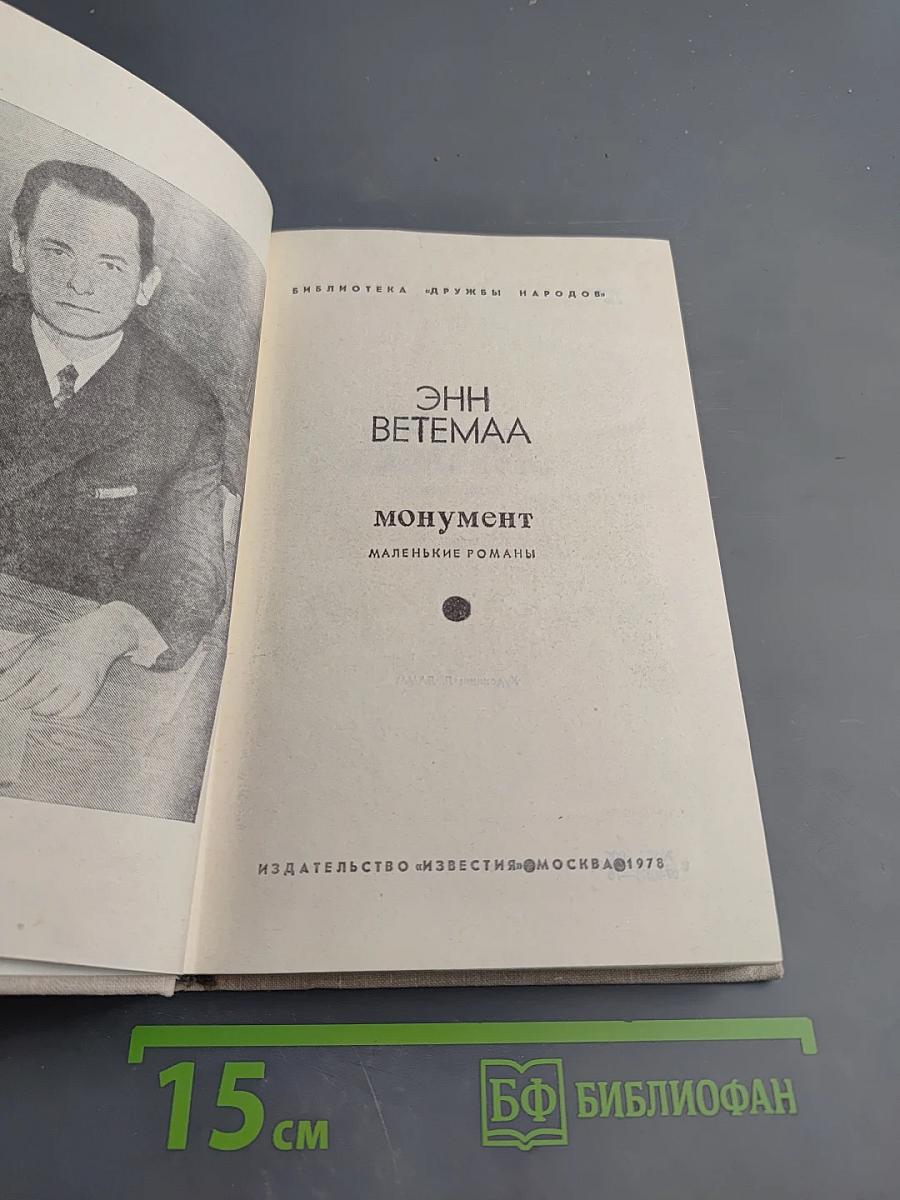 БИБЛИОТЕКА «ДРУЖБЫ НАРОДОВ»
ЭНН
ВЕТЕМАА
монумент
МАЛЕНЬКИЕ РОМАНЫ
ИЗДАТЕЛЬСТВО «ИЗВЕСТИЯ» МОСКВА 1978
15 см
БФ БИБЛИОФАН